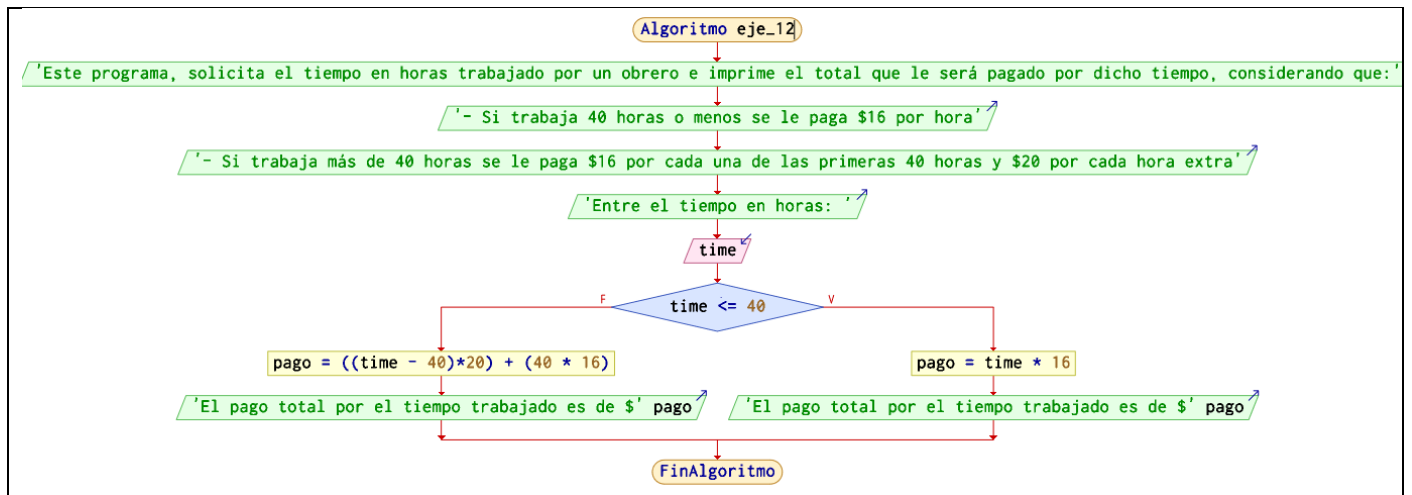 Algoritmo eje_12
'Este programa, solicita el tiempo en horas trabajado por un obrero e imprime el total que le será pagado por dicho tiempo, considerando que:'
'- Si trabaja 40 horas o menos se le paga $16 por hora'
'- Si trabaja más de 40 horas se le paga $16 por cada una de las primeras 40 horas y $20 por cada hora extra'
'Entre el tiempo en horas: '
time
F
time <= 40
V
pago = ((time - 40)*20) + (40 * 16)
pago = time * 16
'El pago total por el tiempo trabajado es de $' pago
'El pago total por el tiempo trabajado es de $' pago
FinAlgoritmo